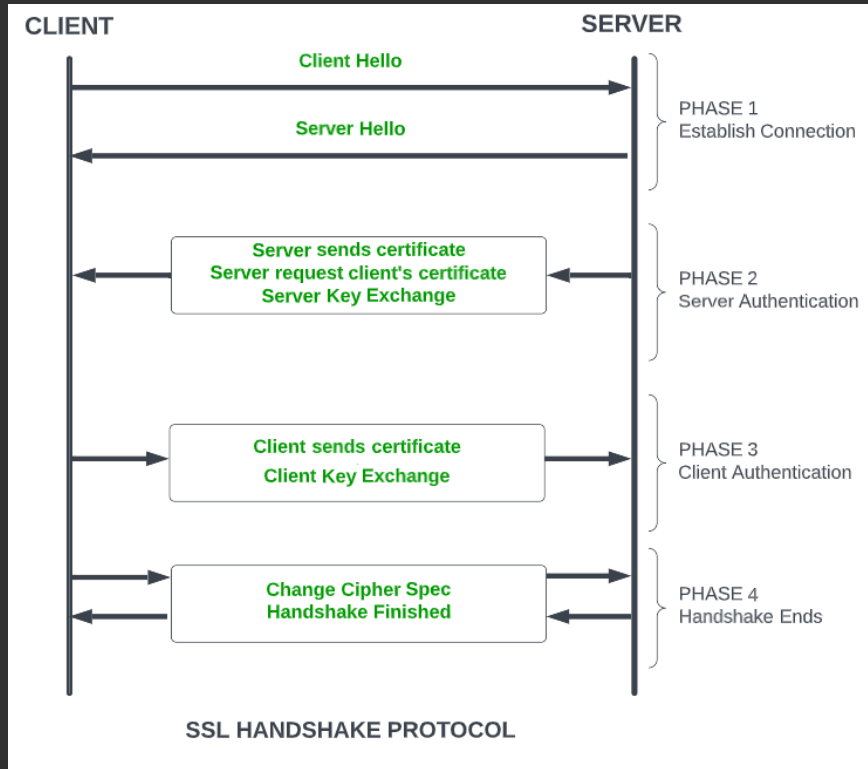 CLIENT
SERVER
Client Hello
Server Hello
PHASE 1
Establish Connection
Server sends certificate
Server request client's certificate
Server Key Exchange
PHASE 2
Server Authentication
Client sends certificate
Client Key Exchange
PHASE 3
Client Authentication
Change Cipher Spec
Handshake Finished
PHASE 4
Handshake Ends
SSL HANDSHAKE PROTOCOL